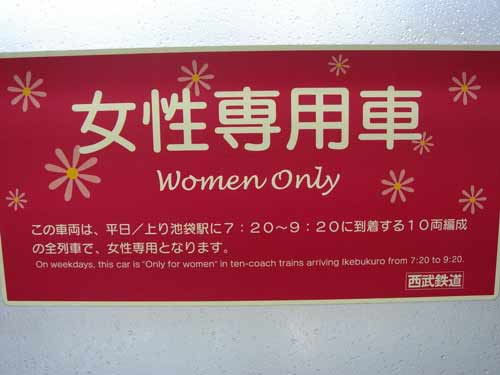 女性専用車
Women Only
この車両は、平日／上り池袋駅に７：２０～９：２０に到着する１０両編成
の全列車で、女性専用となります。
On weekdays, this car is "Only for women" in ten-coach trains arriving Ikebukuro from 7:20 to 9:20.
西武鉄道